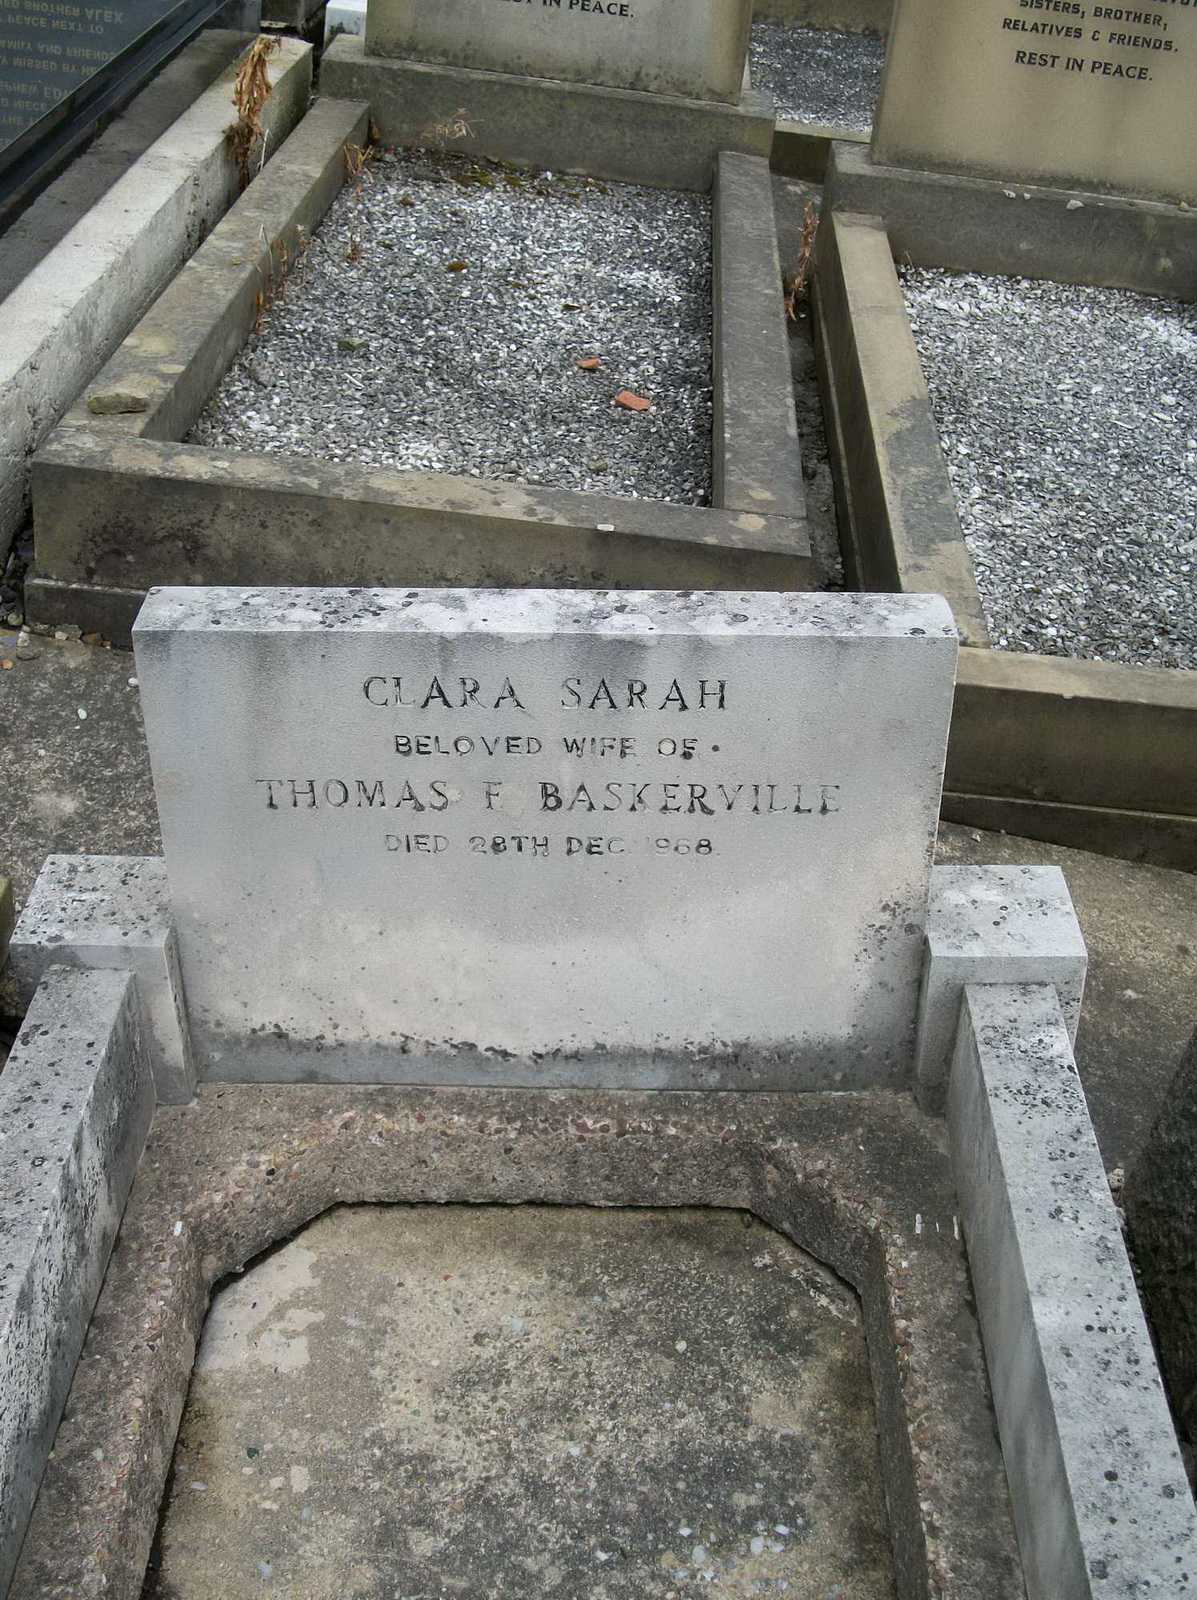 ST IN PEACE.
SISTERS, BROTHER,
RELATIVES & FRIENDS.
REST IN PEACE.
CLARA SARAH
BELOVED WIFE OF
THOMAS F BASKERVILLE
DIED 28TH DEC. 1968.